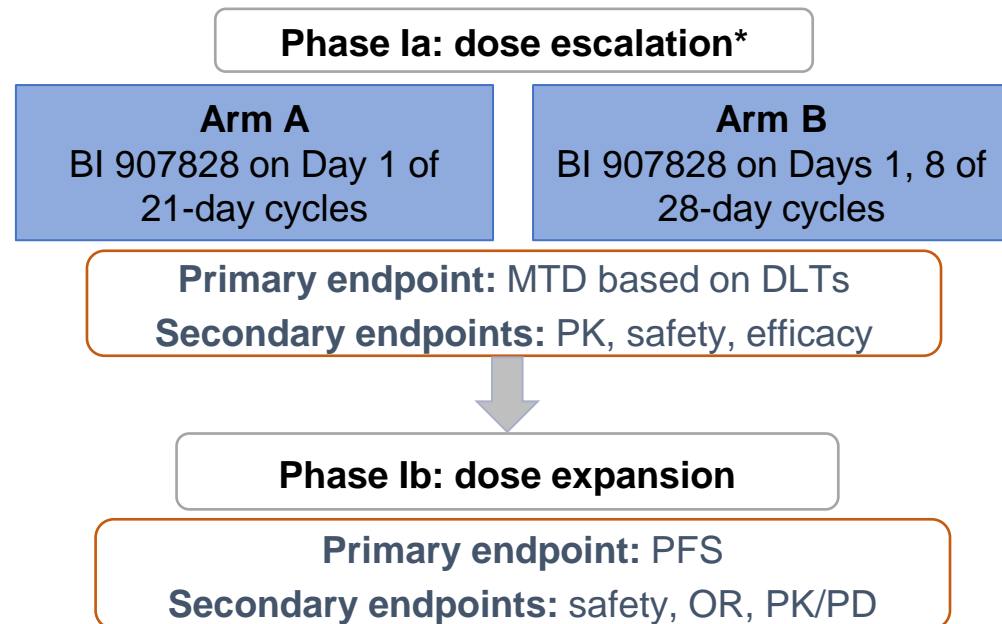 Phase Ia: dose escalation*
Arm A
BI 907828 on Day 1 of
21-day cycles
Arm B
BI 907828 on Days 1, 8 of
28-day cycles
Primary endpoint: MTD based on DLTs
Secondary endpoints: PK, safety, efficacy
Phase Ib: dose expansion
Primary endpoint: PFS
Secondary endpoints: safety, OR, PK/PD